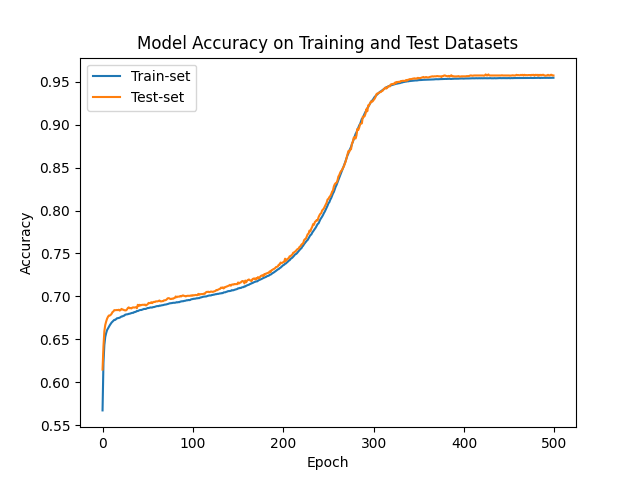 Model Accuracy on Training and Test Datasets
Train-set
Test-set
Accuracy
0.95
0.90
0.85
0.80
0.75
0.70
0.65
0.60
0.55
0 100 200 300 400 500
Epoch